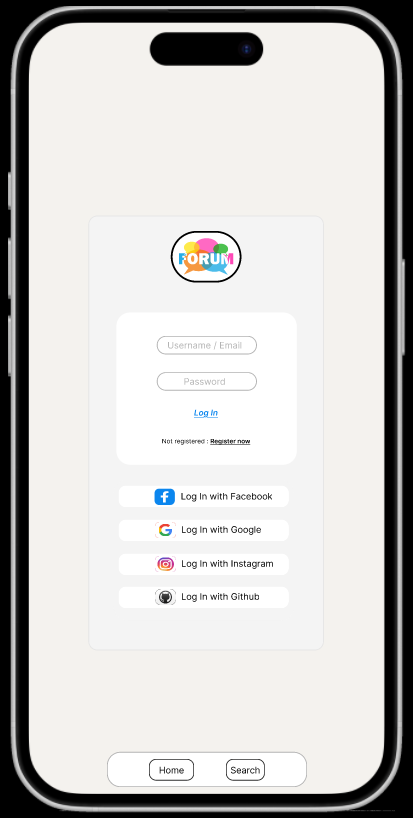 FORUM
Username / Email
Password
Log In
Not registered : Register now
Log In with Facebook
Log In with Google
Log In with Instagram
Log In with Github
Home
Search